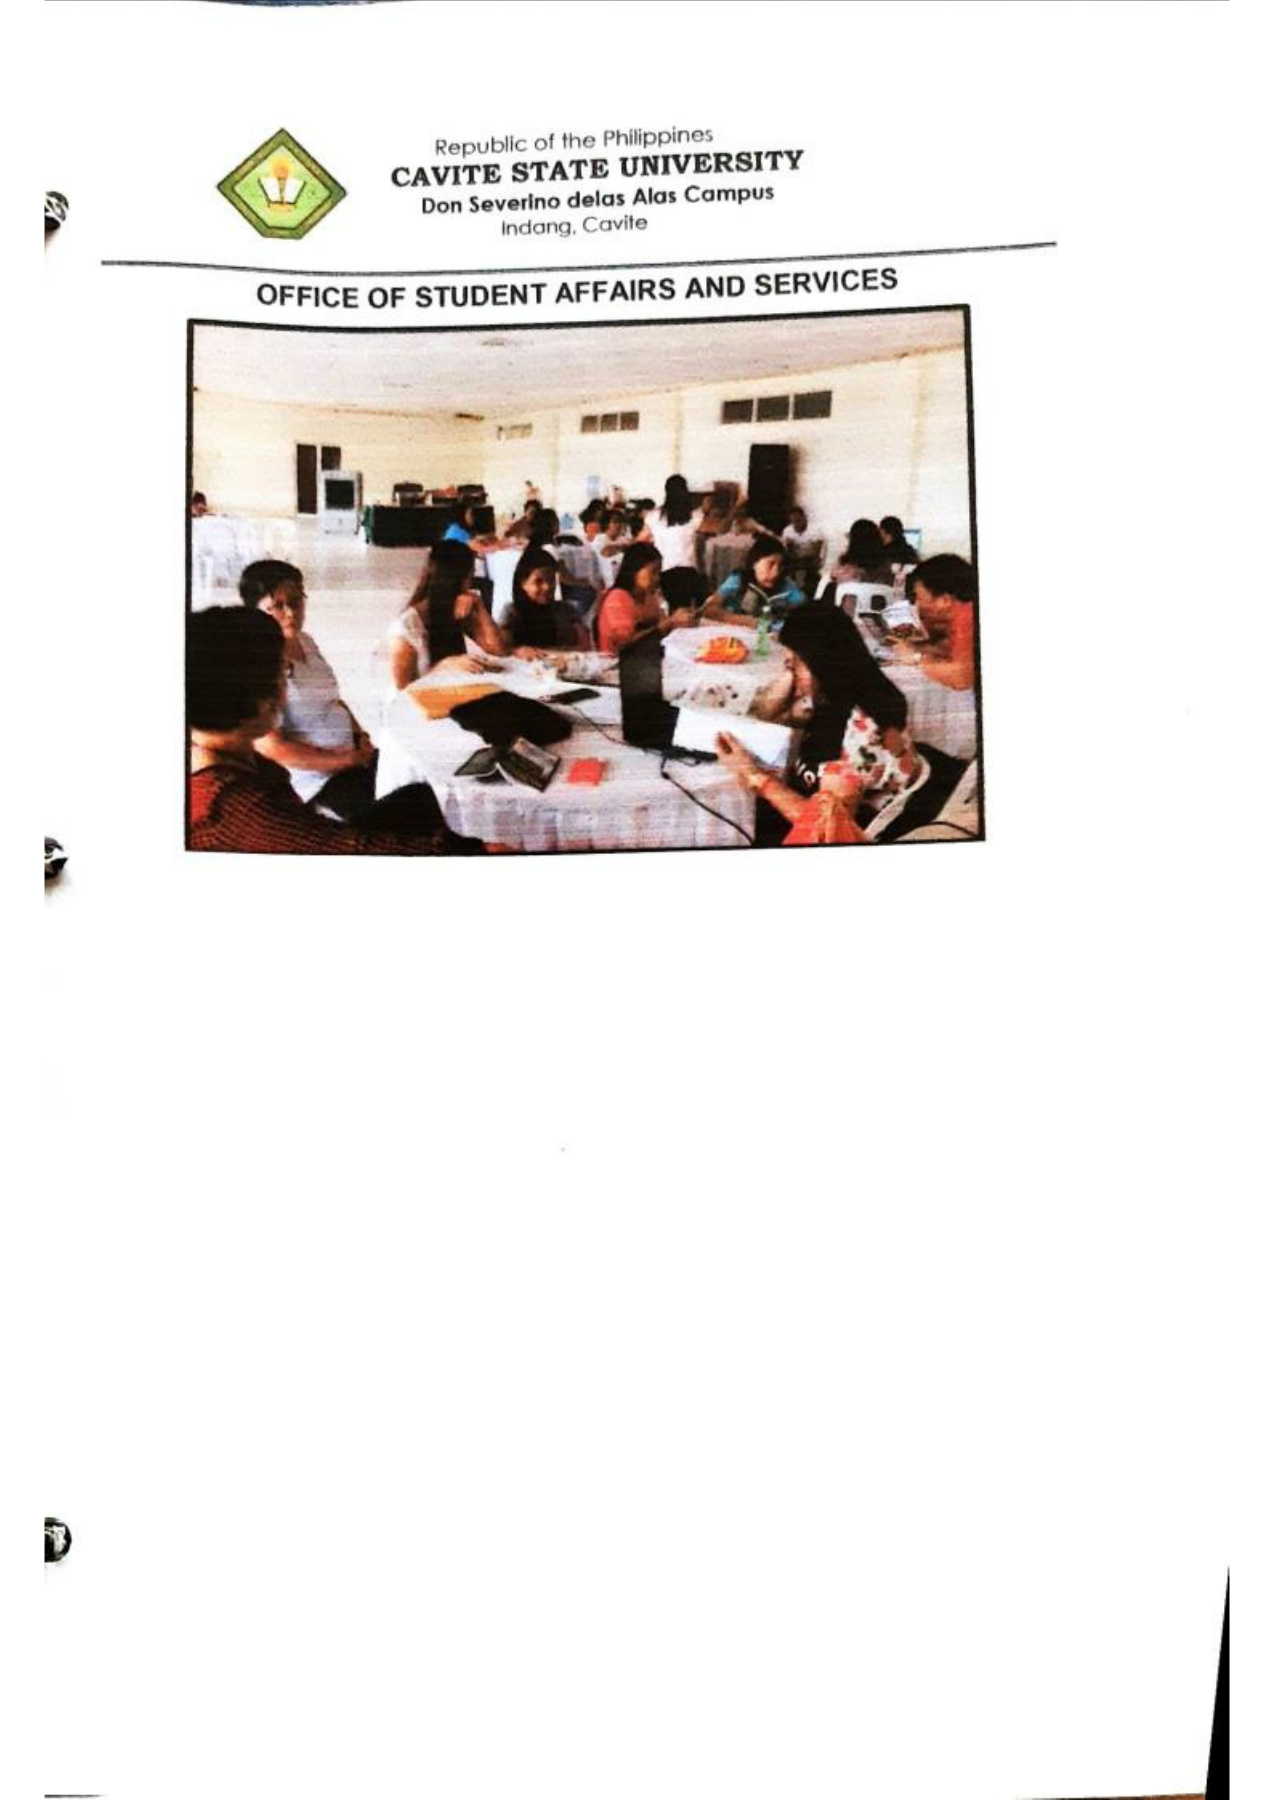 Republic of the Philippines
CAVITE STATE UNIVERSITY
Don Severino delas Alas Campus
Indang, Cavite
OFFICE OF STUDENT AFFAIRS AND SERVICES